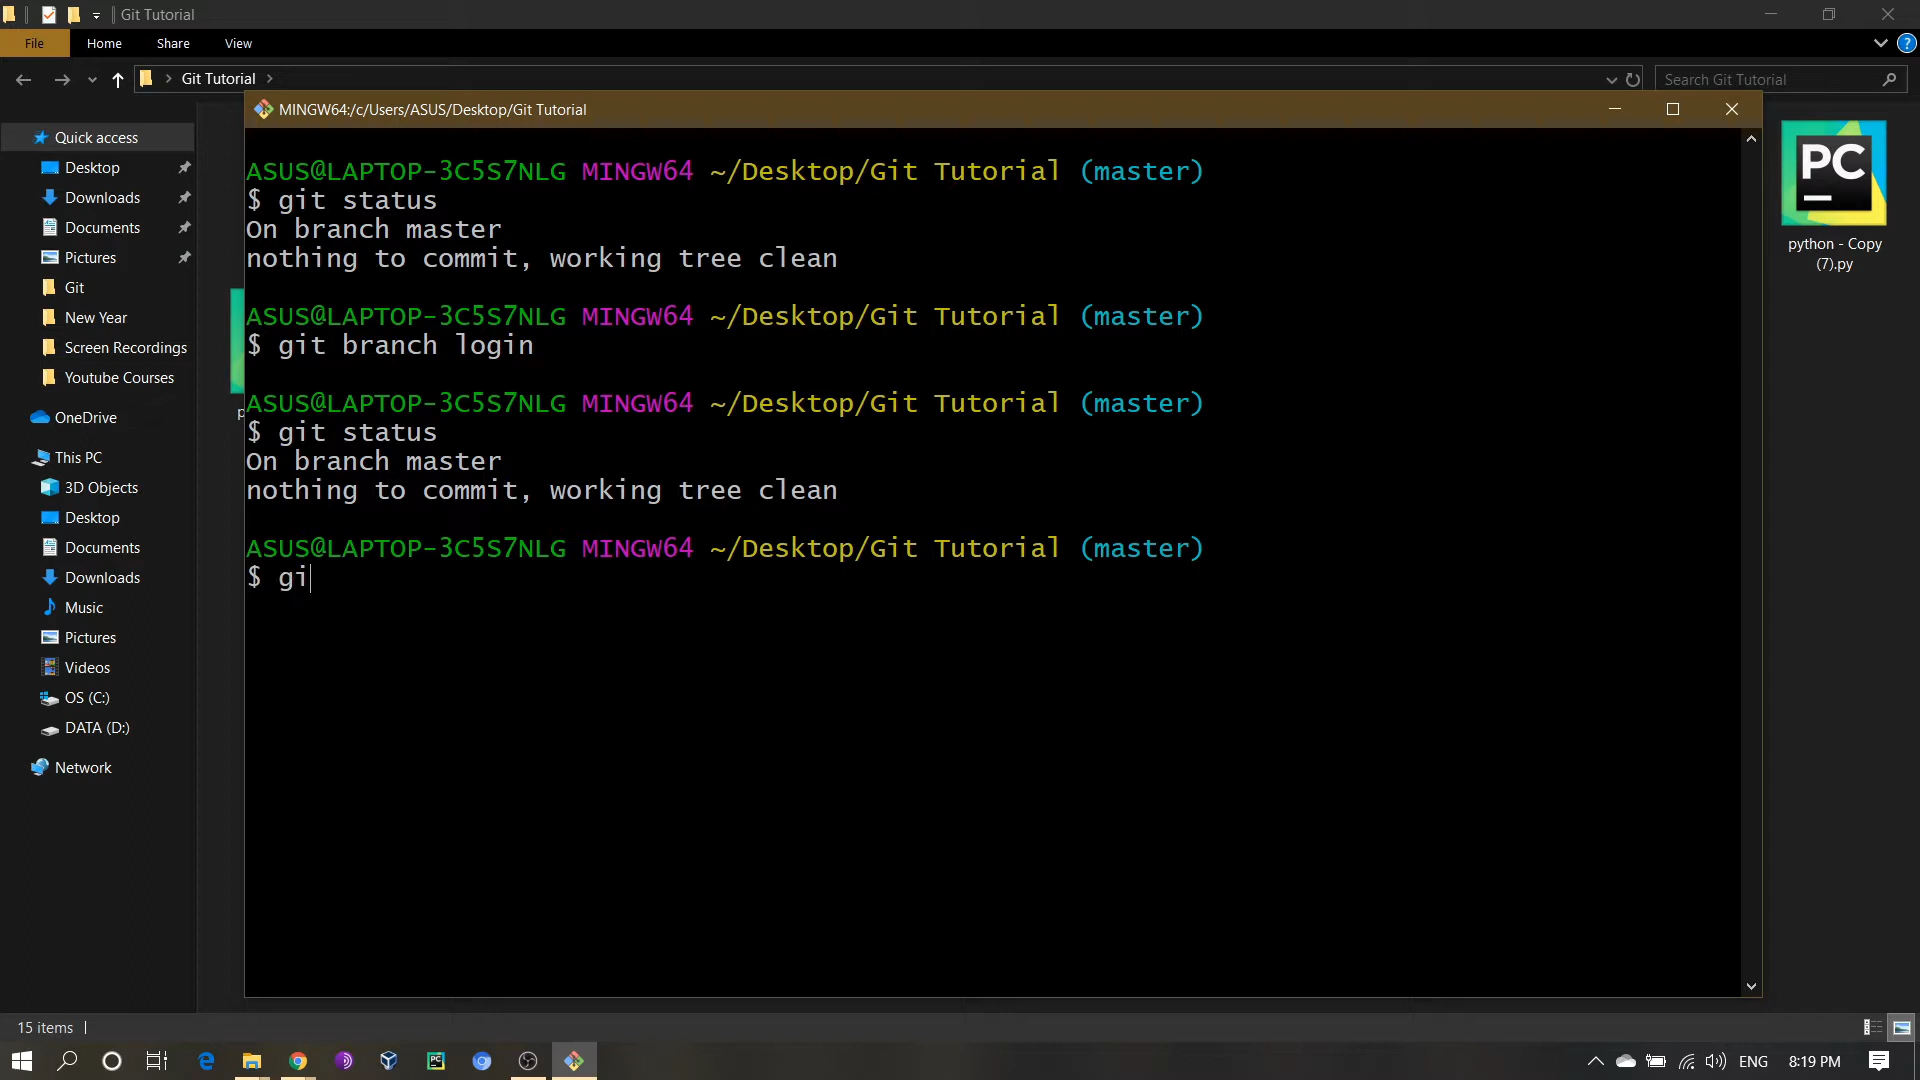 Git Tutorial
File Home Share View
Git Tutorial
Search Git Tutorial
MINGW64:/c/Users/ASUS/Desktop/Git Tutorial
Quick access
Desktop
Downloads
Documents
Pictures
Git
New Year
Screen Recordings
Youtube Courses
OneDrive
This PC
3D Objects
Desktop
Documents
Downloads
Music
Pictures
Videos
OS (C:)
DATA (D:)
Network
ASUS@LAPTOP-3C5S7NLG MINGW64 ~/Desktop/Git Tutorial (master)
$ git status
On branch master
nothing to commit, working tree clean
ASUS@LAPTOP-3C5S7NLG MINGW64 ~/Desktop/Git Tutorial (master)
$ git branch login
ASUS@LAPTOP-3C5S7NLG MINGW64 ~/Desktop/Git Tutorial (master)
$ git status
On branch master
nothing to commit, working tree clean
ASUS@LAPTOP-3C5S7NLG MINGW64 ~/Desktop/Git Tutorial (master)
$ gi
PC
python - Copy
(7).py
15 items
ENG 8:19 PM